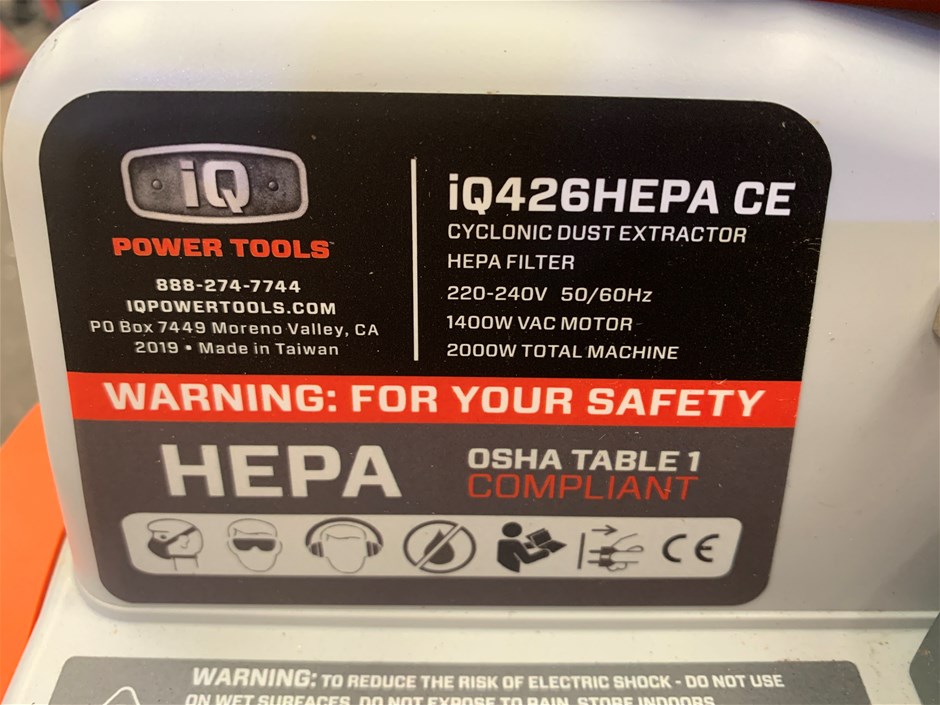 iQ
POWER TOOLS™
888-274-7744
IQPOWERTOOLS.COM
PO Box 7449 Moreno Valley, CA
2019 • Made in Taiwan
iQ426HEPA CE
CYCLONIC DUST EXTRACTOR
HEPA FILTER
220-240V 50/60Hz
1400W VAC MOTOR
2000W TOTAL MACHINE
WARNING: FOR YOUR SAFETY
HEPA
OSHA TABLE 1
COMPLIANT
CE
WARNING: TO REDUCE THE RISK OF ELECTRIC SHOCK - DO NOT USE
ON WET SURFACES. DO NOT EXPOSE TO RAIN. STORE INDOORS.